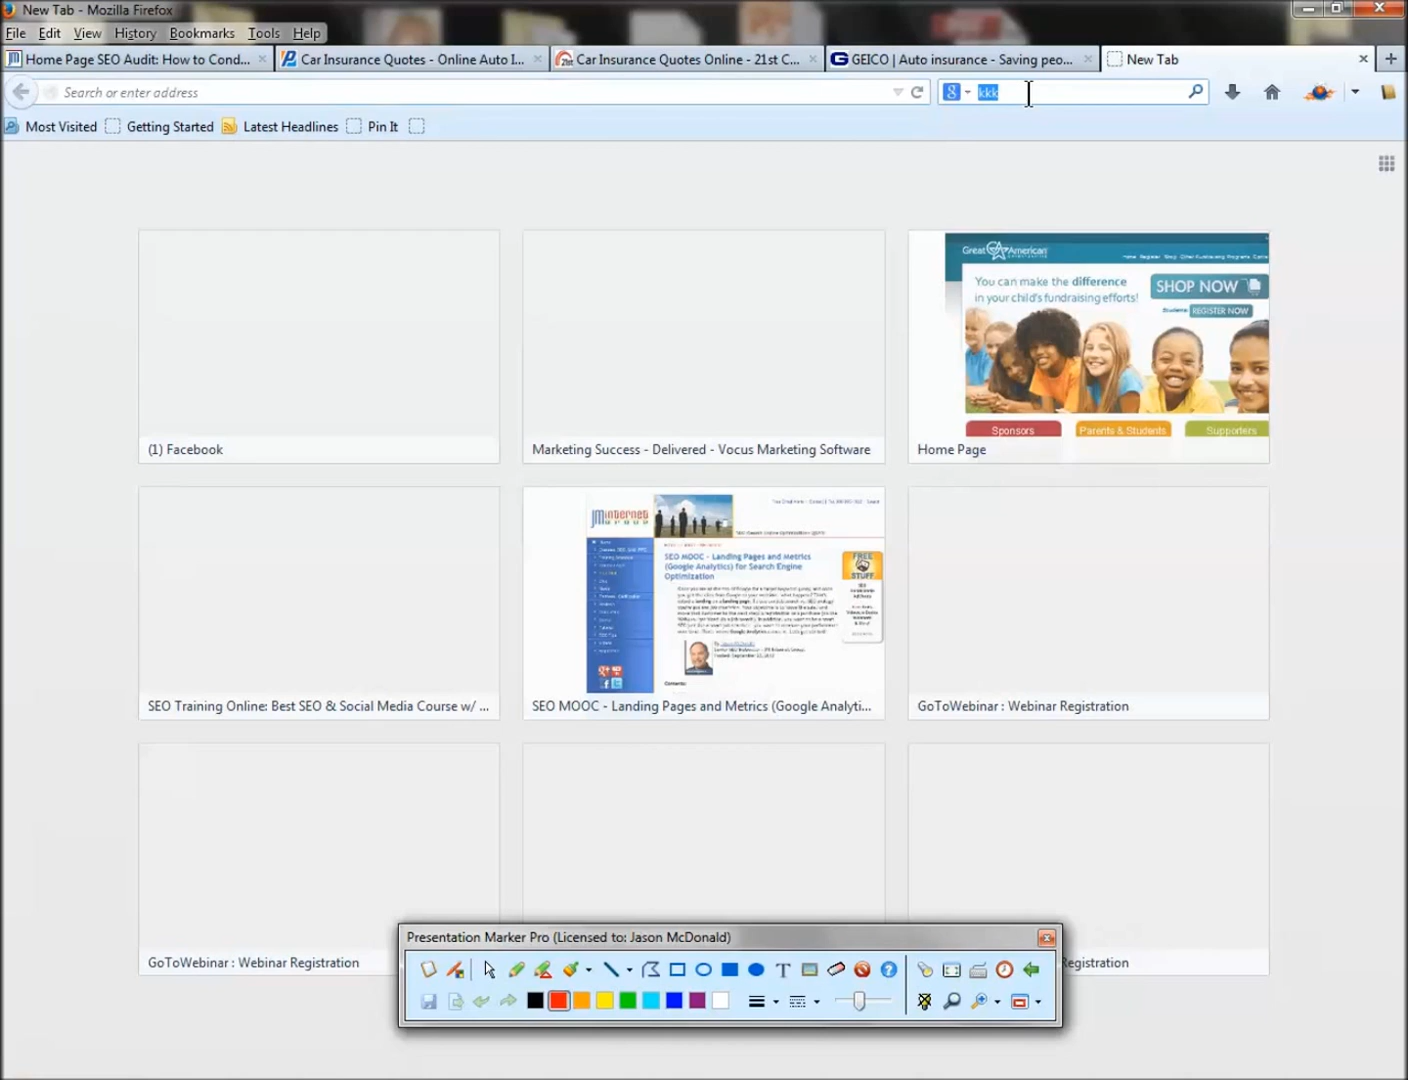 New Tab - Mozilla Firefox
File Edit View History Bookmarks Tools Help
Home Page SEO Audit: How to Cond...
Car Insurance Quotes - Online Auto I...
Car Insurance Quotes Online - 21st C...
GEICO | Auto insurance - Saving peo...
New Tab
Search or enter address
kkk
Most Visited Getting Started Latest Headlines Pin It
Great American
You can make the difference
in your child's fundraising efforts!
SHOP NOW
Students: REGISTER NOW
Sponsors Parents & Students Supporters
(1) Facebook
Marketing Success - Delivered - Vocus Marketing Software
Home Page
JMinternet
GROUP
SEO MOOC - Landing Pages and Metrics
(Google Analytics) for Search Engine
Optimization
FREE
STUFF
Contents:
SEO Training Online: Best SEO & Social Media Course w/ ...
SEO MOOC - Landing Pages and Metrics (Google Analyti...
GoToWebinar : Webinar Registration
Presentation Marker Pro (Licensed to: Jason McDonald)
GoToWebinar : Webinar Registration
Registration